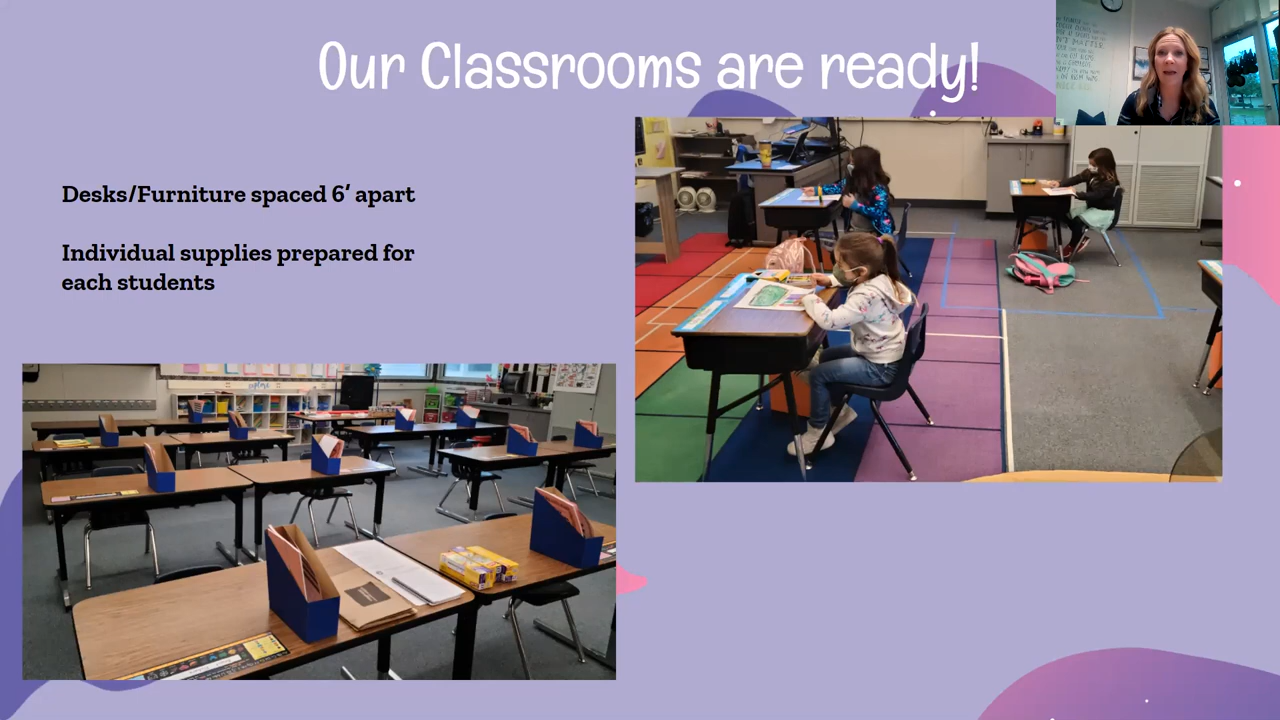 Our Classrooms are ready!
Desks/Furniture spaced 6’ apart
Individual supplies prepared for
each students